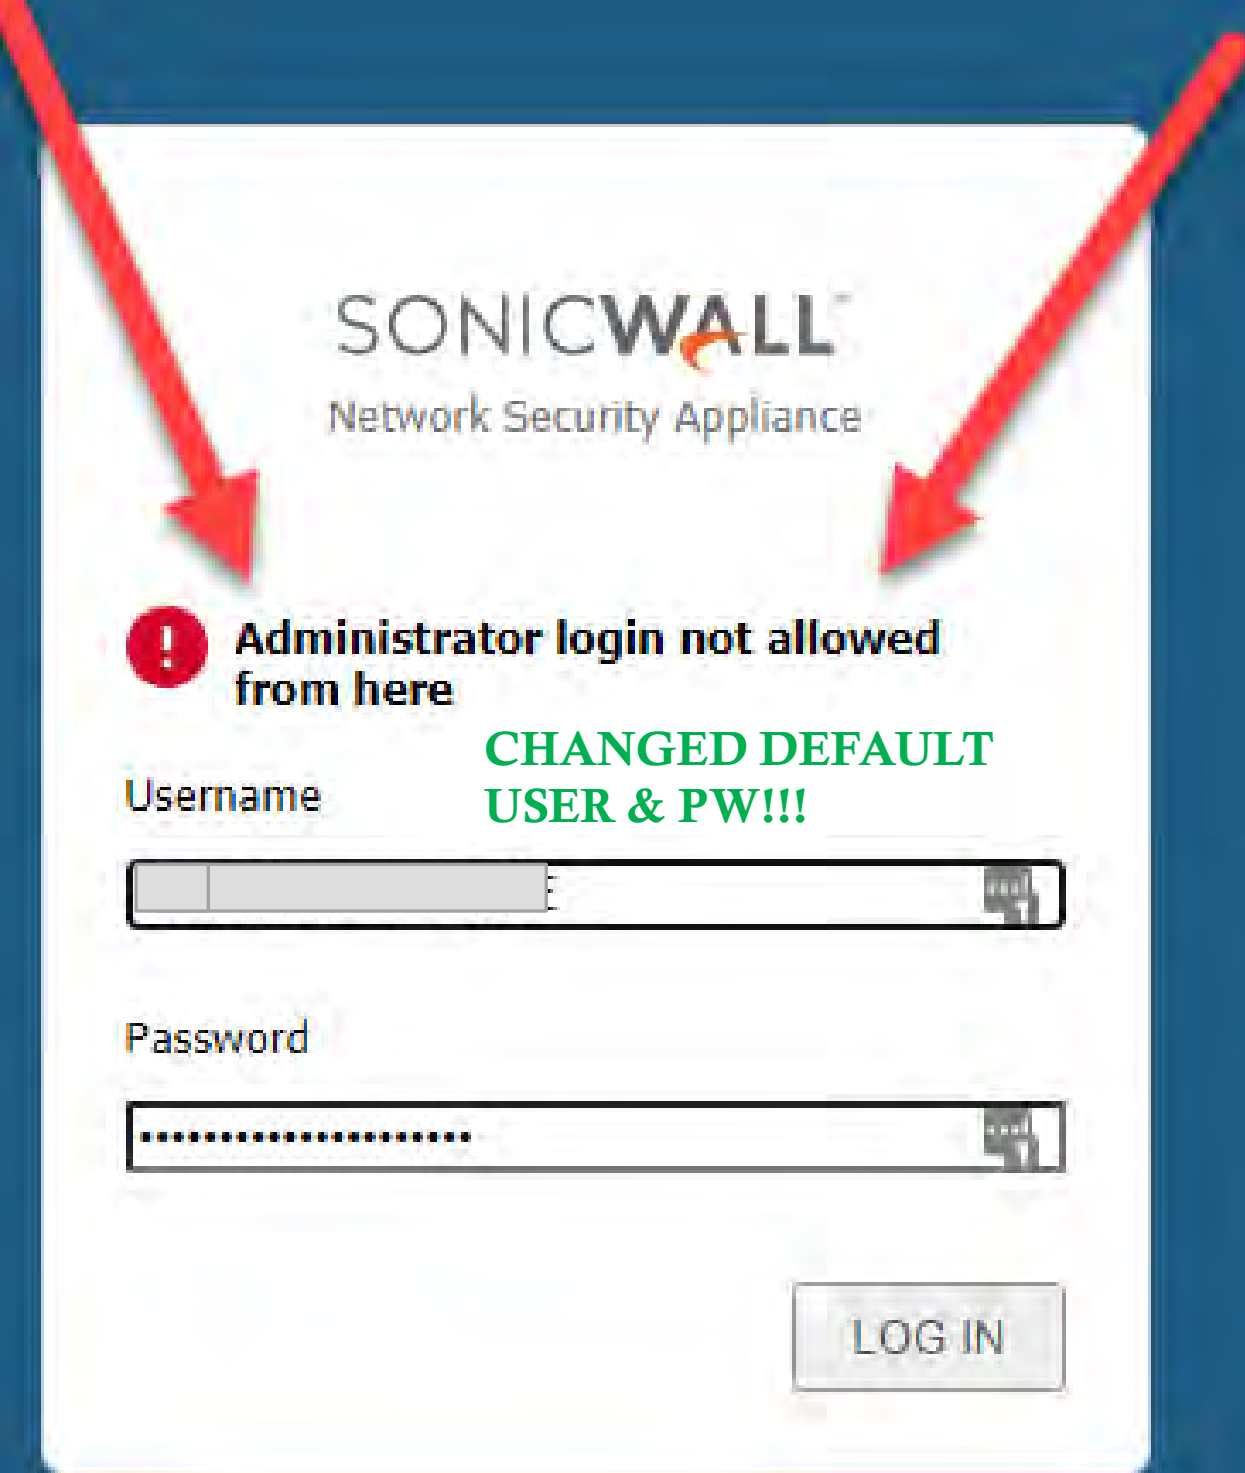 SONICWALL
Network Security Appliance
Administrator login not allowed
from here
CHANGED DEFAULT
USER & PW!!!
Username
Password
LOG IN